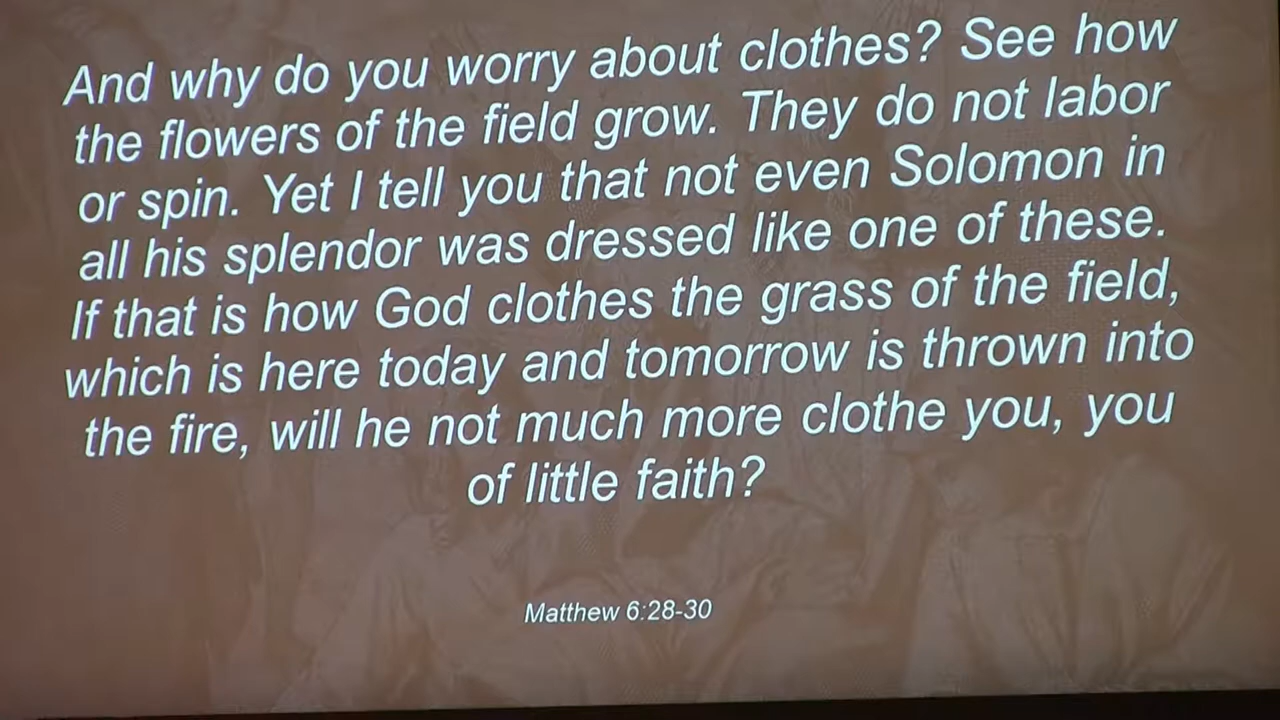 And why do you worry about clothes? See how
the flowers of the field grow. They do not labor
or spin. Yet I tell you that not even Solomon in
all his splendor was dressed like one of these.
If that is how God clothes the grass of the field,
which is here today and tomorrow is thrown into
the fire, will he not much more clothe you, you
of little faith?
Matthew 6:28-30